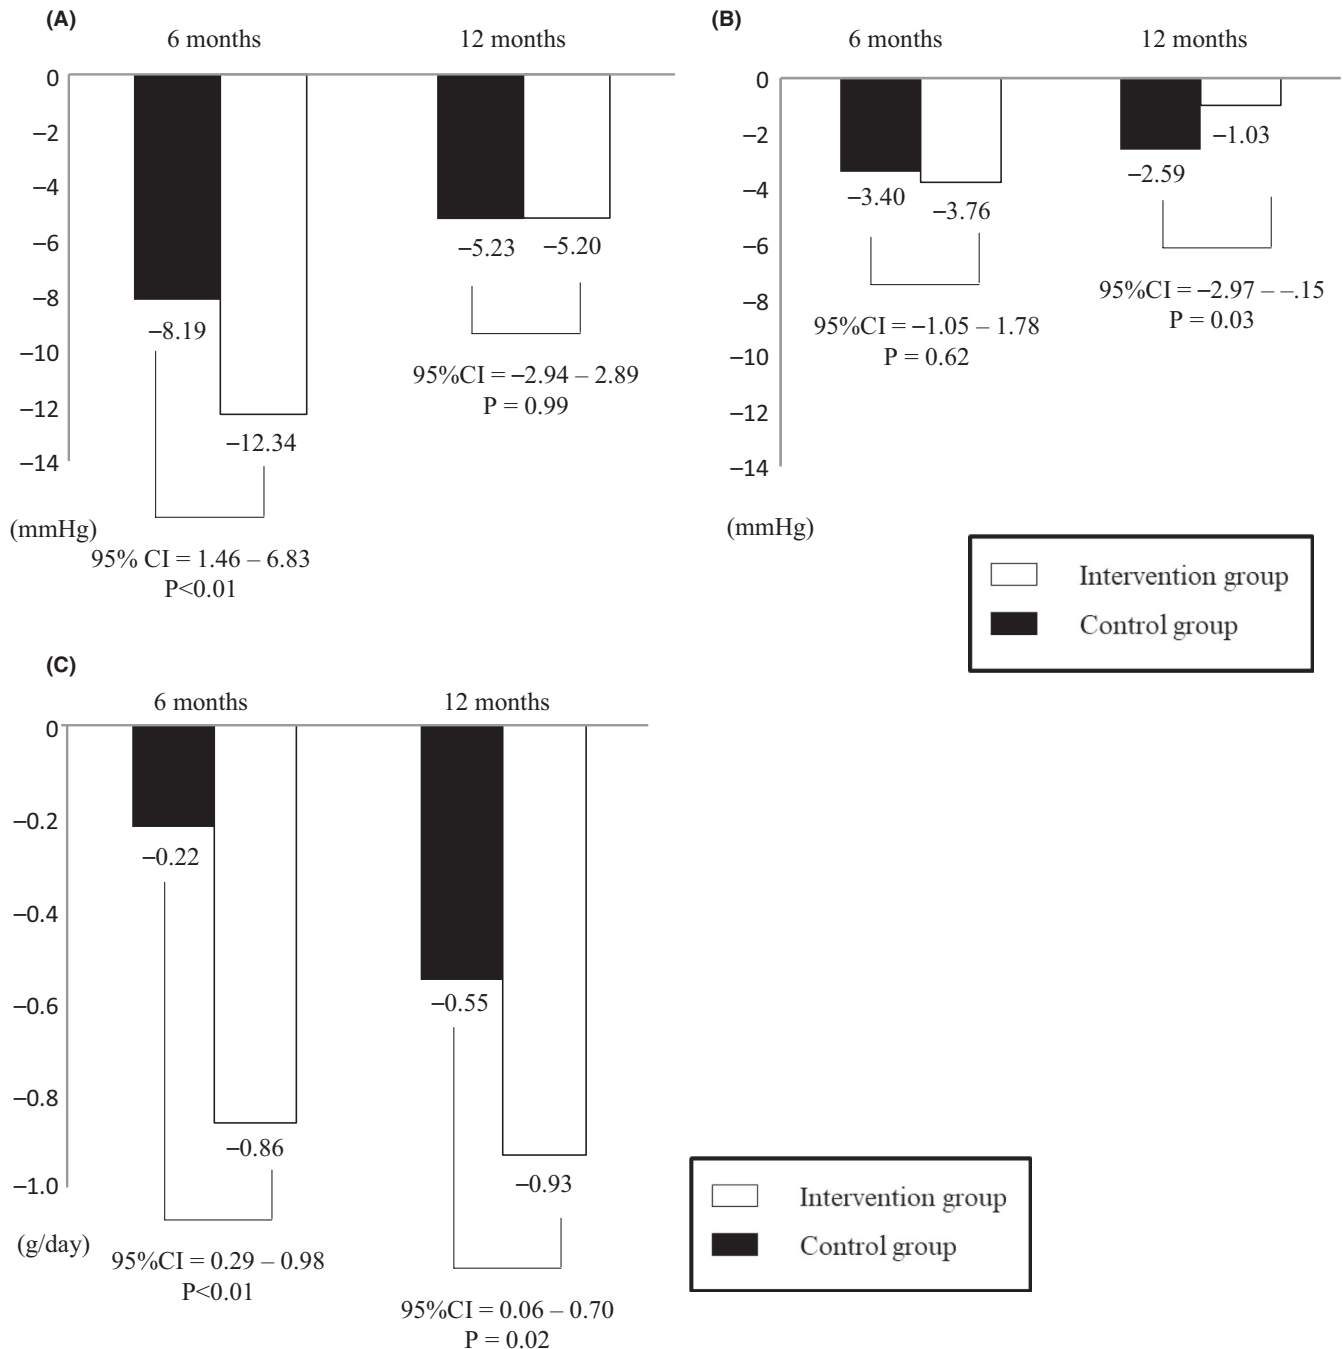 (A)
6 months
12 months
0
−2
−4
−6
−8
−10
−12
−14
(mmHg)
−8.19
−12.34
95% CI = 1.46 – 6.83
P<0.01
−5.23
−5.20
95%CI = −2.94 – 2.89
P = 0.99
(B)
6 months
12 months
0
−2
−4
−6
−8
−10
−12
−14
(mmHg)
−3.40
−3.76
95%CI = −1.05 – 1.78
P = 0.62
−2.59
−1.03
95%CI = −2.97 – −.15
P = 0.03
Intervention group
Control group
(C)
6 months
12 months
0
−0.2
−0.4
−0.6
−0.8
−1.0
(g/day)
−0.22
−0.86
95%CI = 0.29 – 0.98
P<0.01
−0.55
−0.93
95%CI = 0.06 – 0.70
P = 0.02
Intervention group
Control group